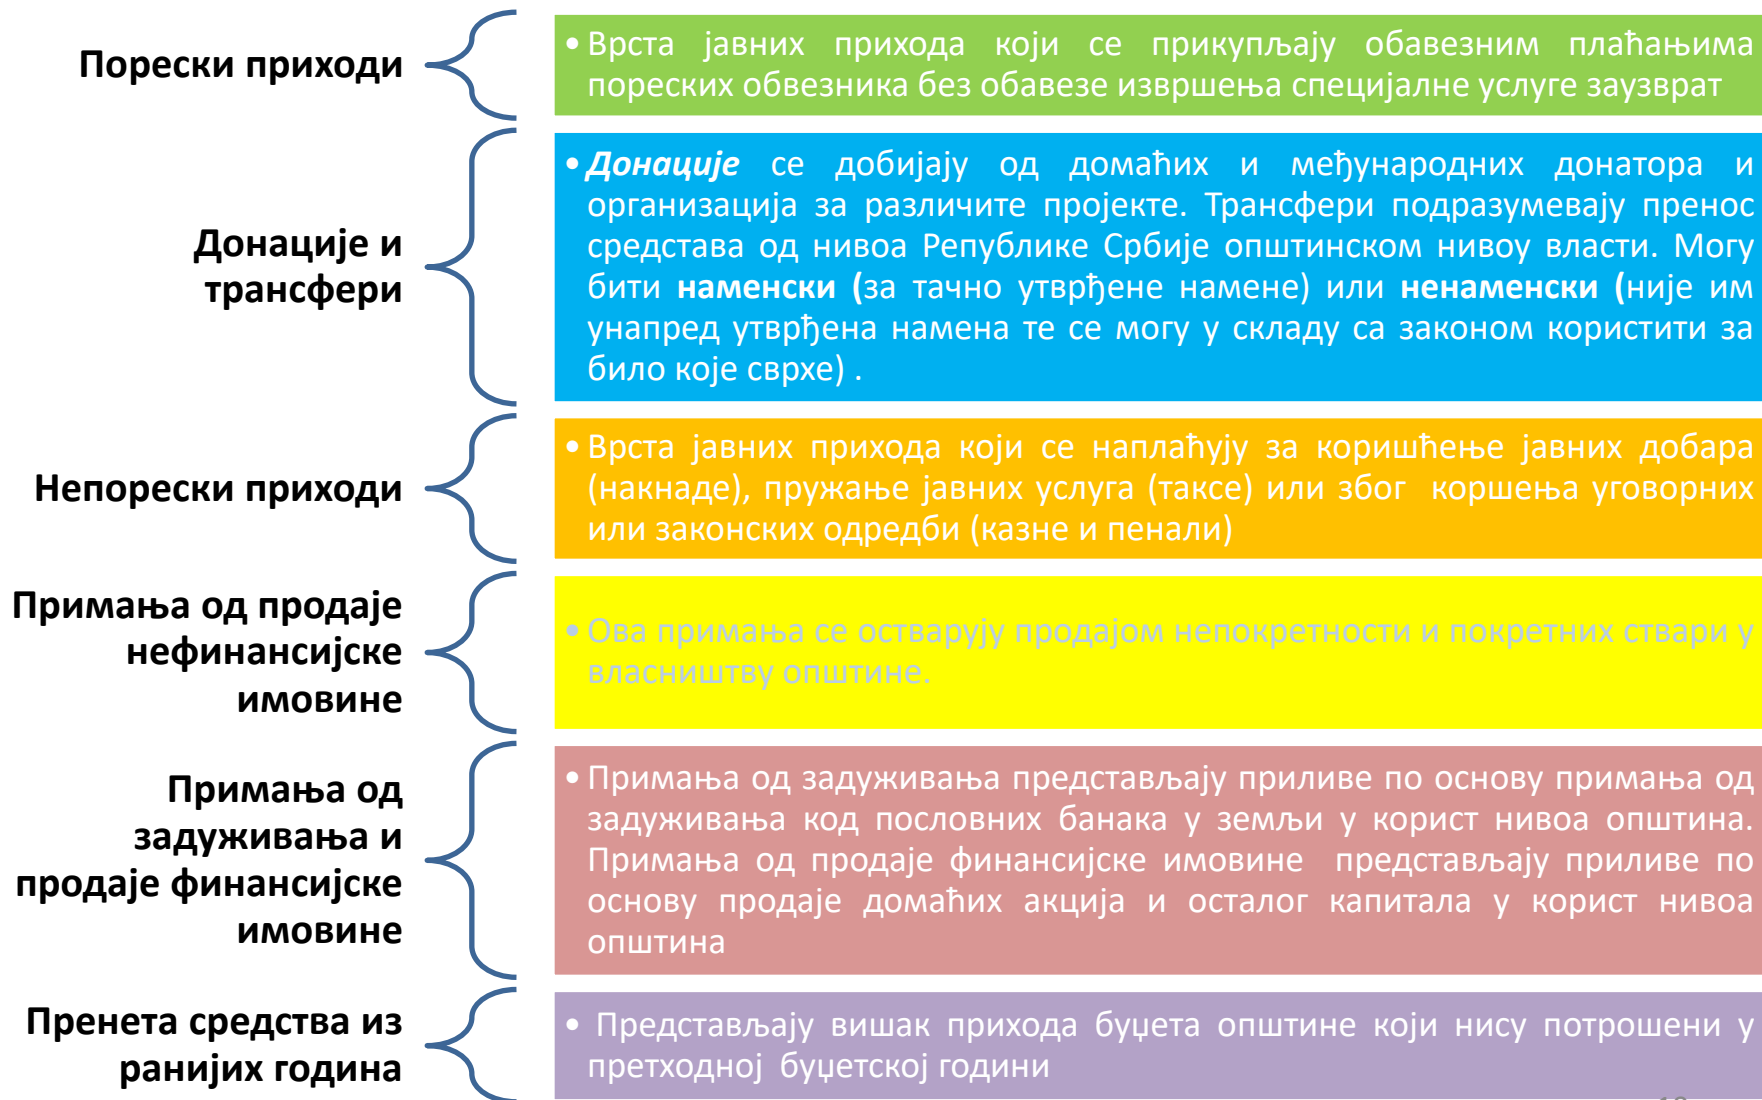 Порески приходи
• Врста јавних прихода који се прикупљају обавезним плаћањима
пореских обвезника без обавезе извршења специјалне услуге заузврат
Донације и
трансфери
• Донације се добијају од домаћих и међународних донатора и
организација за различите пројекте. Трансфери подразумевају пренос
средстава од нивоа Републике Србије општинском нивоу власти. Могу
бити наменски (за тачно утврђене намене) или ненаменски (није им
унапред утврђена намена те се могу у складу са законом користити за
било које сврхе) .
Непорески приходи
• Врста јавних прихода који се наплаћују за коришћење јавних добара
(накнаде), пружање јавних услуга (таксе) или због коршења уговорних
или законских одредби (казне и пенали)
Примања од продаје
нефинансијске
имовине
• Ова примања се остварују продајом непокретности и покретних ствари у
власништву општине.
Примања од
задуживања и
продаје финансијске
имовине
• Примања од задуживања представљају приливе по основу примања од
задуживања код пословних банака у земљи у корист нивоа општина.
Примања од продаје финансијске имовине представљају приливе по
основу продаје домаћих акција и осталог капитала у корист нивоа
општина
Пренета средства из
ранијих година
• Представљају вишак прихода буџета општине који нису потрошени у
претходној буџетској години